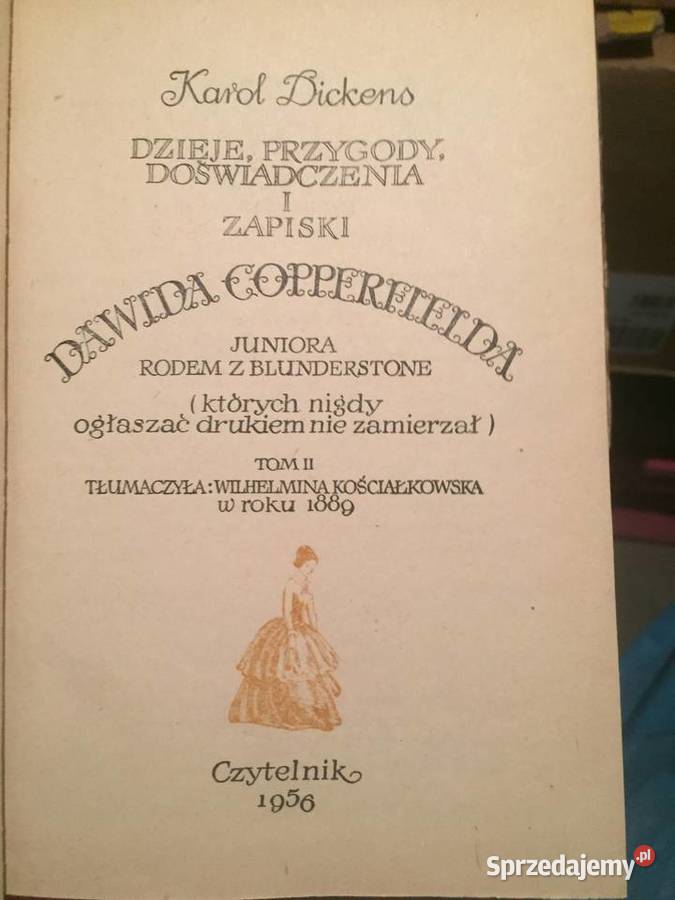 Karol Dickens
DZIEJE, PRZYGODY,
DOŚWIADCZENIA
I
ZAPISKI
DAWIDA COPPERFIELDA
JUNIORA
RODEM Z BLUNDERSTONE
(których nigdy
ogłaszać drukiem nie zamierzał)
TOM II
TŁUMACZYŁA: WILHELMINA KOŚCIAŁKOWSKA
w roku 1889
Czytelnik
1956
Sprzedajemy.pl